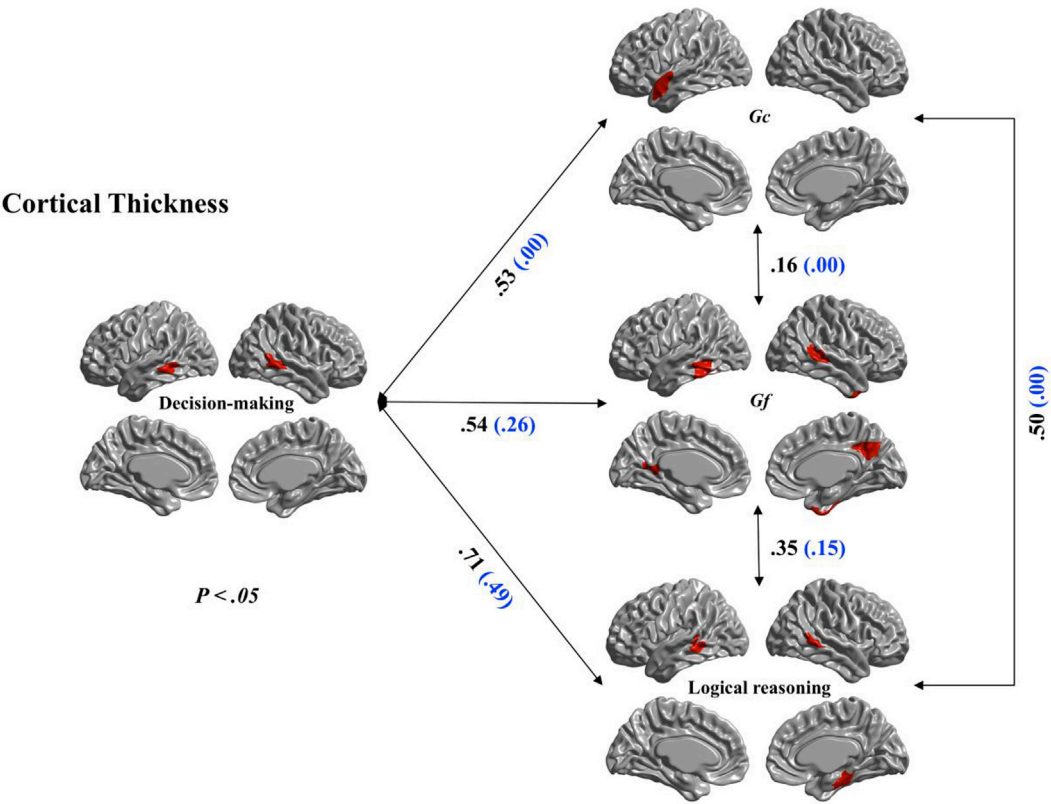 Gc
Cortical Thickness
.53 (.00)
.16 (.00)
Decision-making
Gf
.54 (.26)
.50 (.00)
.71 (.49)
.35 (.15)
P < .05
Logical reasoning